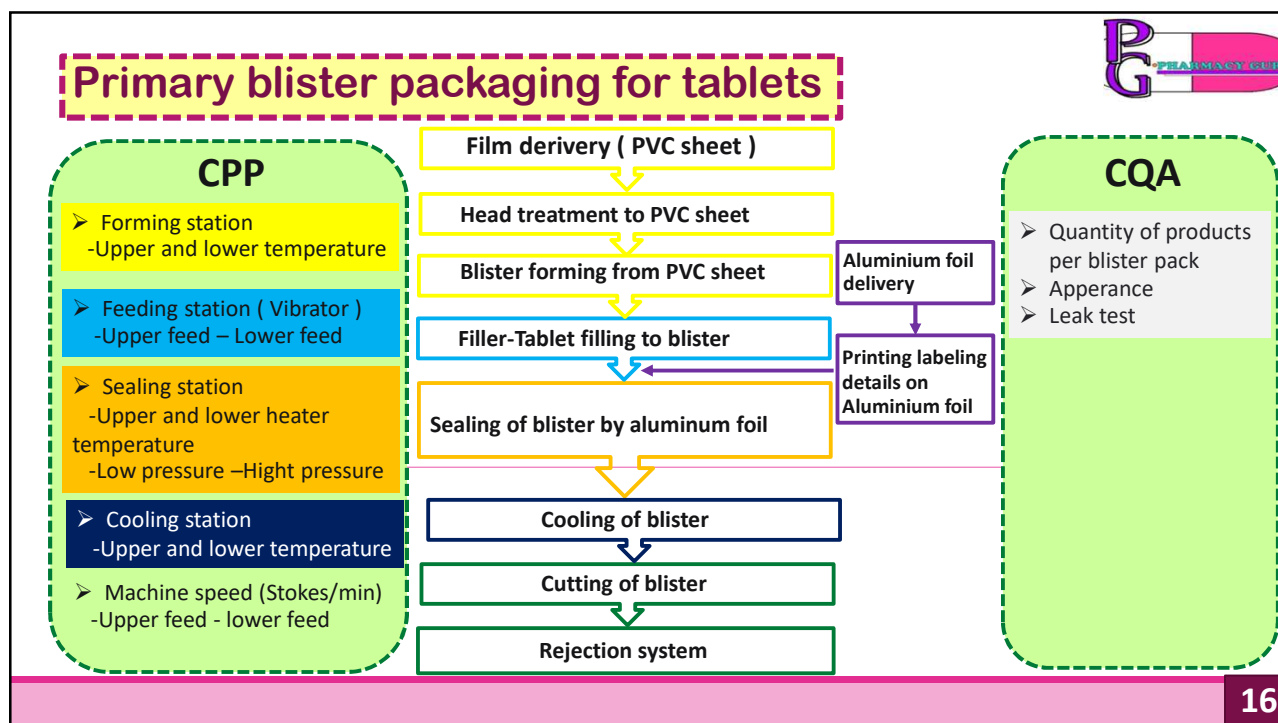 Primary blister packaging for tablets
PG
PHARMACY GUI
CPP
➢ Forming station
-Upper and lower temperature
➢ Feeding station ( Vibrator )
-Upper feed – Lower feed
➢ Sealing station
-Upper and lower heater
temperature
-Low pressure –Hight pressure
➢ Cooling station
-Upper and lower temperature
➢ Machine speed (Stokes/min)
-Upper feed - lower feed
Film derivery ( PVC sheet )
Head treatment to PVC sheet
Blister forming from PVC sheet
Filler-Tablet filling to blister
Sealing of blister by aluminum foil
Cooling of blister
Cutting of blister
Rejection system
Aluminium foil
delivery
Printing labeling
details on
Aluminium foil
CQA
➢ Quantity of products
per blister pack
➢ Apperance
➢ Leak test
16